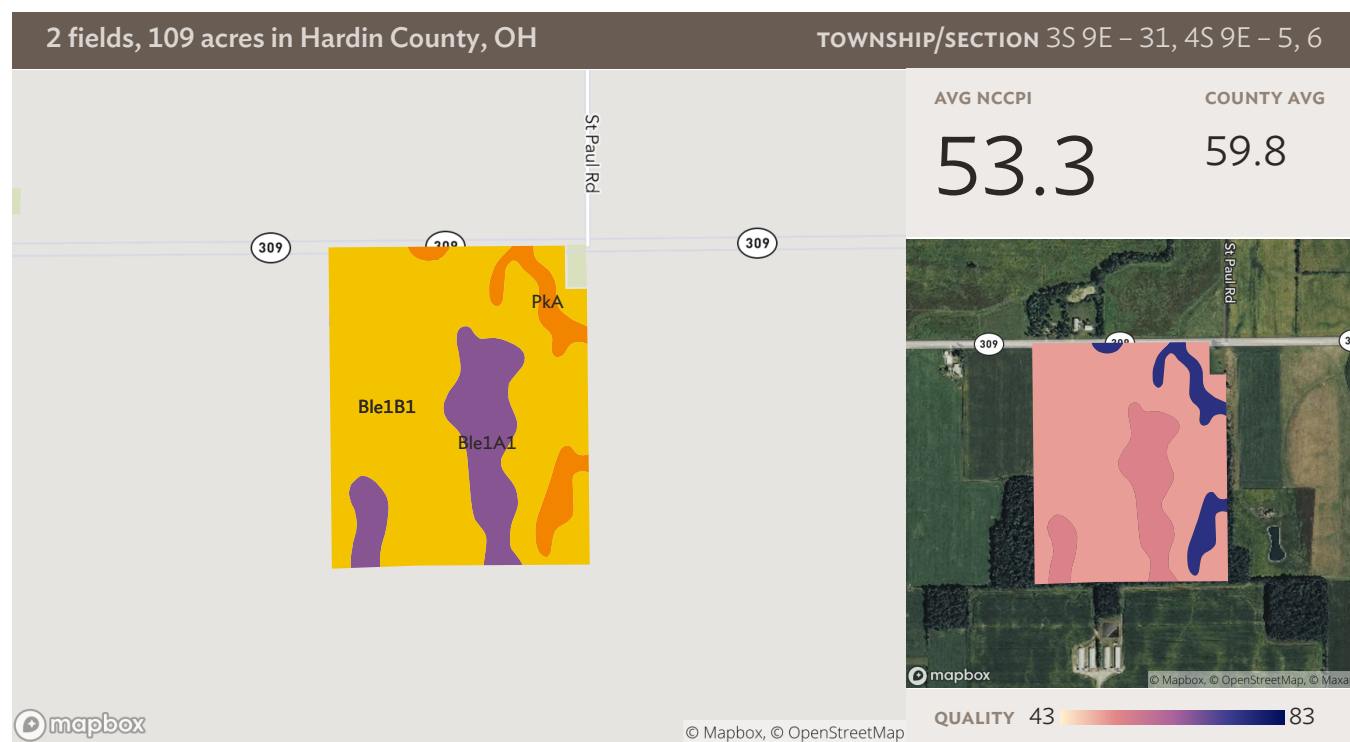 2 fields, 109 acres in Hardin County, OH
TOWNSHIP/SECTION 3S 9E – 31, 4S 9E – 5, 6
St Paul Rd
309
309
309
PkA
Ble1B1
Ble1A1
mapbox
© Mapbox, © OpenStreetMap
AVG NCCPI
COUNTY AVG
53.3
59.8
St Paul Rd
309
309
3
mapbox
© Mapbox, © OpenStreetMap, © Maxa
QUALITY 43
83